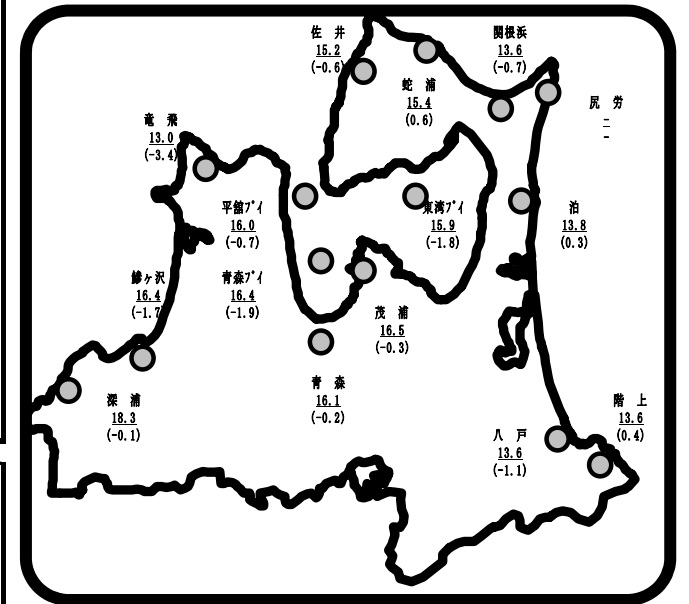 佐 井
15.2
(-0.6)
関根浜
13.6
(-0.7)
蛇 浦
15.4
(0.6)
尻 労
-
-
竜 飛
13.0
(-3.4)
平舘ﾌﾞｲ
16.0
(-0.7)
東湾ﾌﾞｲ
15.9
(-1.8)
泊
13.8
(0.3)
鰺ヶ沢
16.4
(-1.7)
青森ﾌﾞｲ
16.4
(-1.9)
茂 浦
16.5
(-0.3)
深 浦
18.3
(-0.1)
青 森
16.1
(-0.2)
八 戸
13.6
(-1.1)
階 上
13.6
(0.4)